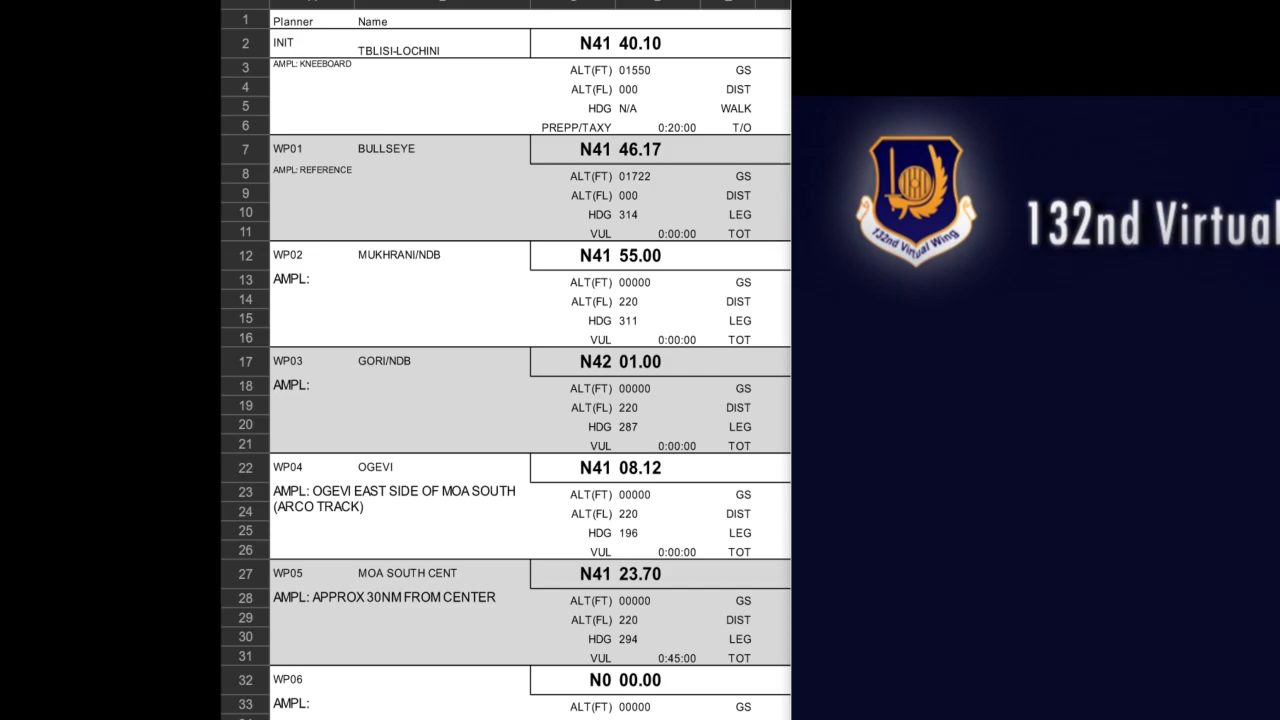 1 Planner Name
2 INIT TBLISI-LOCHINI N41 40.10
3 AMPL: KNEEBOARD ALT(FT) 01550 GS
4 ALT(FL) 000 DIST
5 HDG N/A WALK
6 PREPP/TAXY 0:20:00 T/O
7 WP01 BULLSEYE N41 46.17
8 AMPL: REFERENCE ALT(FT) 01722 GS
9 ALT(FL) 000 DIST
10 HDG 314 LEG
11 VUL 0:00:00 TOT
12 WP02 MUKHRANI/NDB N41 55.00
13 AMPL: ALT(FT) 00000 GS
14 ALT(FL) 220 DIST
15 HDG 311 LEG
16 VUL 0:00:00 TOT
17 WP03 GORI/NDB N42 01.00
18 AMPL: ALT(FT) 00000 GS
19 ALT(FL) 220 DIST
20 HDG 287 LEG
21 VUL 0:00:00 TOT
22 WP04 OGEVI N41 08.12
23 AMPL: OGEVI EAST SIDE OF MOA SOUTH ALT(FT) 00000 GS
24 (ARCO TRACK) ALT(FL) 220 DIST
25 HDG 196 LEG
26 VUL 0:00:00 TOT
27 WP05 MOA SOUTH CENT N41 23.70
28 AMPL: APPROX 30NM FROM CENTER ALT(FT) 00000 GS
29 ALT(FL) 220 DIST
30 HDG 294 LEG
31 VUL 0:45:00 TOT
32 WP06 N0 00.00
33 AMPL: ALT(FT) 00000 GS
132nd Virtual Wing
132nd Virtual